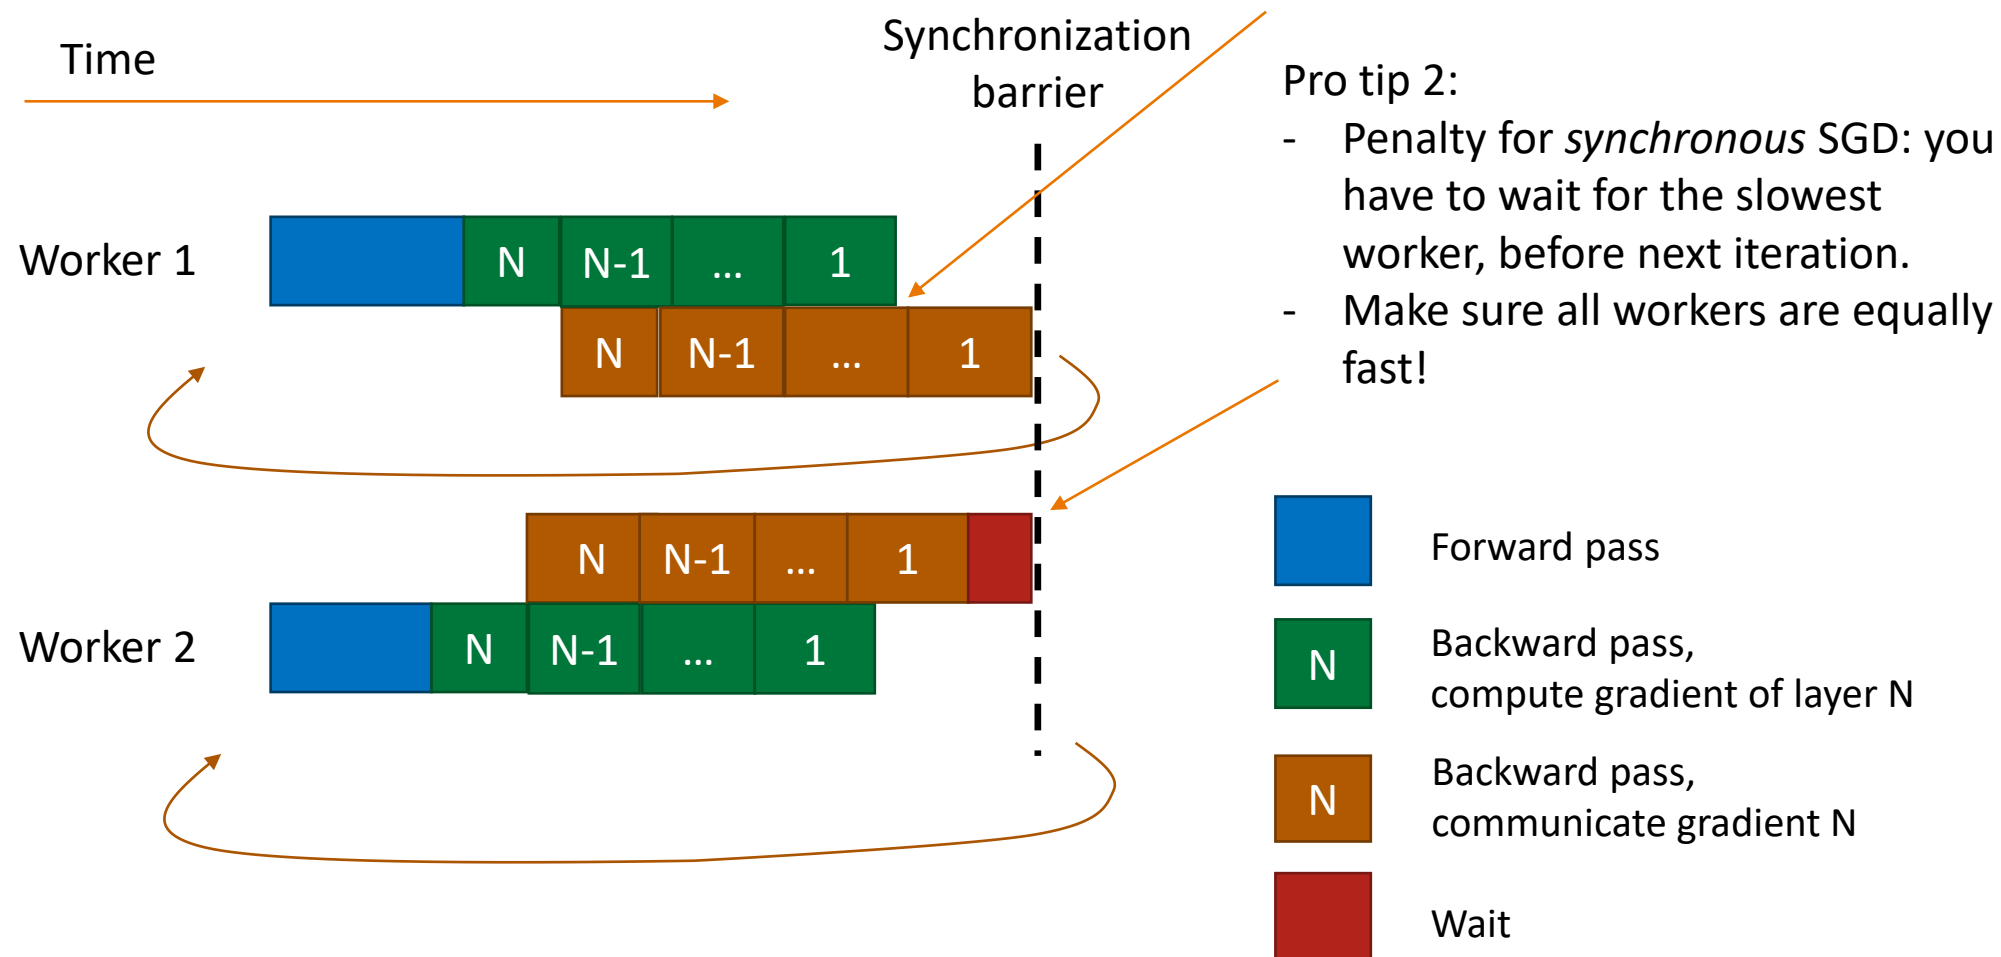 Time
Synchronization
barrier
Pro tip 2:
- Penalty for synchronous SGD: you
have to wait for the slowest
worker, before next iteration.
- Make sure all workers are equally
fast!
Worker 1
N N-1 ... 1
N N-1 ... 1
N N-1 ... 1
Worker 2
N N-1 ... 1
Forward pass
N
Backward pass,
compute gradient of layer N
N
Backward pass,
communicate gradient N
Wait